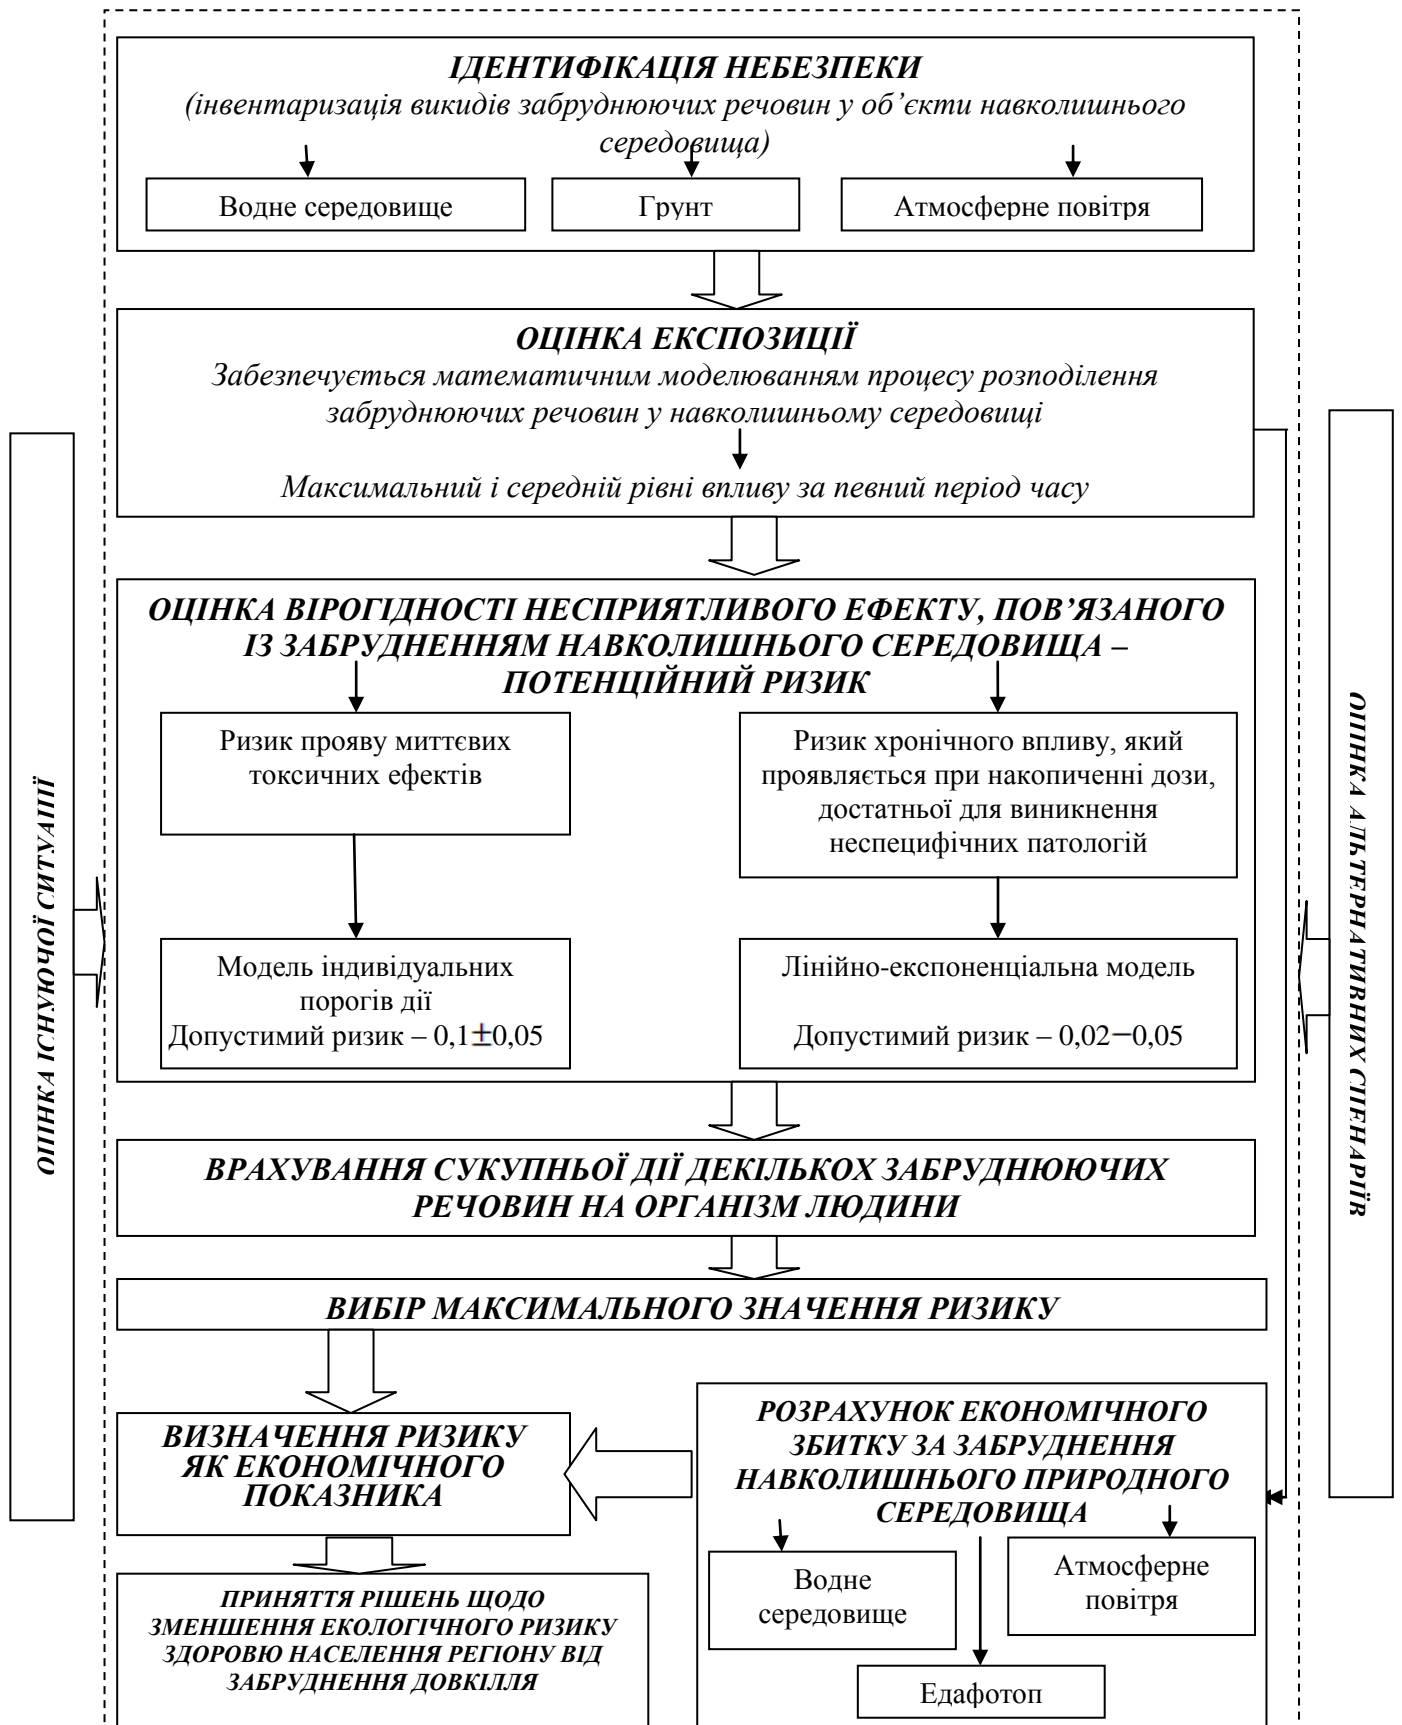 ІДЕНТИФІКАЦІЯ НЕБЕЗПЕКИ
(інвентаризація викидів забруднюючих речовин у об’єкти навколишнього
середовища)
Водне середовище
Грунт
Атмосферне повітря
ОЦІНКА ЕКСПОЗИЦІЇ
Забезпечується математичним моделюванням процесу розподілення
забруднюючих речовин у навколишньому середовищі
Максимальний і середній рівні впливу за певний період часу
ОЦІНКА ІСНУЮЧОЇ СИТУАЦІЇ
ОЦІНКА АЛЬТЕРНАТИВНИХ СЦЕНАРІЇВ
ОЦІНКА ВІРОГІДНОСТІ НЕСПРИЯТЛИВОГО ЕФЕКТУ, ПОВ’ЯЗАНОГО
ІЗ ЗАБРУДНЕННЯМ НАВКОЛИШНЬОГО СЕРЕДОВИЩА –
ПОТЕНЦІЙНИЙ РИЗИК
Ризик прояву миттєвих
токсичних ефектів
Ризик хронічного впливу, який
проявляється при накопиченні дози,
достатньої для виникнення
неспецифічних патологій
Модель індивідуальних
порогів дії
Допустимий ризик – 0,1±0,05
Лінійно-експоненціальна модель
Допустимий ризик – 0,02−0,05
ВРАХУВАННЯ СУКУПНЬОЇ ДІЇ ДЕКІЛЬКОХ ЗАБРУДНЮЮЧИХ
РЕЧОВИН НА ОРГАНІЗМ ЛЮДИНИ
ВИБІР МАКСИМАЛЬНОГО ЗНАЧЕННЯ РИЗИКУ
ВИЗНАЧЕННЯ РИЗИКУ
ЯК ЕКОНОМІЧНОГО
ПОКАЗНИКА
РОЗРАХУНОК ЕКОНОМІЧНОГО
ЗБИТКУ ЗА ЗАБРУДНЕННЯ
НАВКОЛИШНЬОГО ПРИРОДНОГО
СЕРЕДОВИЩА
Водне
середовище
Атмосферне
повітря
Едафотоп
ПРИНЯТТЯ РІШЕНЬ ЩОДО
ЗМЕНШЕННЯ ЕКОЛОГІЧНОГО РИЗИКУ
ЗДОРОВЮ НАСЕЛЕННЯ РЕГІОНУ ВІД
ЗАБРУДНЕННЯ ДОВКІЛЛЯ